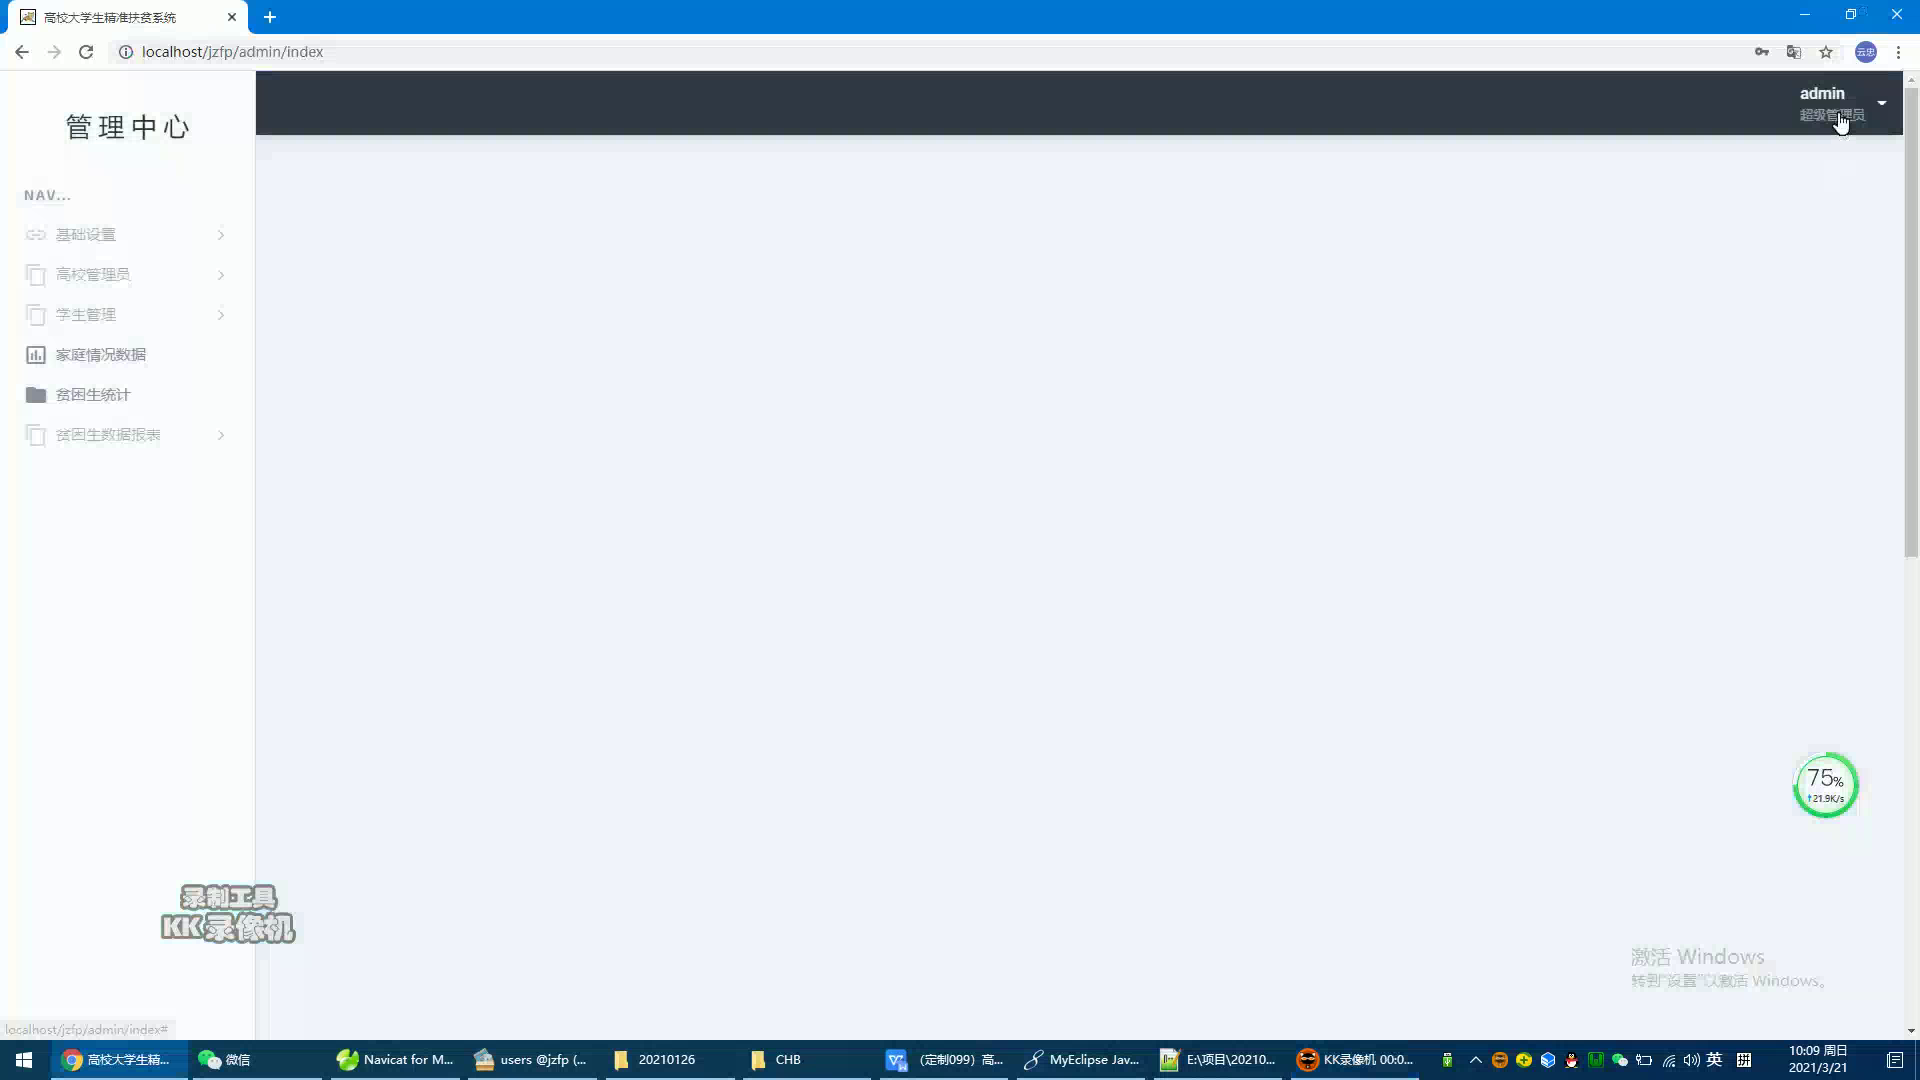 高校大学生精准扶贫系统
localhost/jzfp/admin/index
云忠
管理中心
admin
超级管理员
NAV...
基础设置
高校管理员
学生管理
家庭情况数据
贫困生统计
贫困生数据报表
75%
↑21.9K/s
录制工具
KK录像机
激活 Windows
转到"设置"以激活 Windows。
localhost/jzfp/admin/index#
高校大学生精...
微信
Navicat for M...
users @jzfp (...
20210126
CHB
(定制099）高...
MyEclipse Jav...
E:\项目\20210...
KK录像机 00:0...
英
拼
10:09 周日
2021/3/21